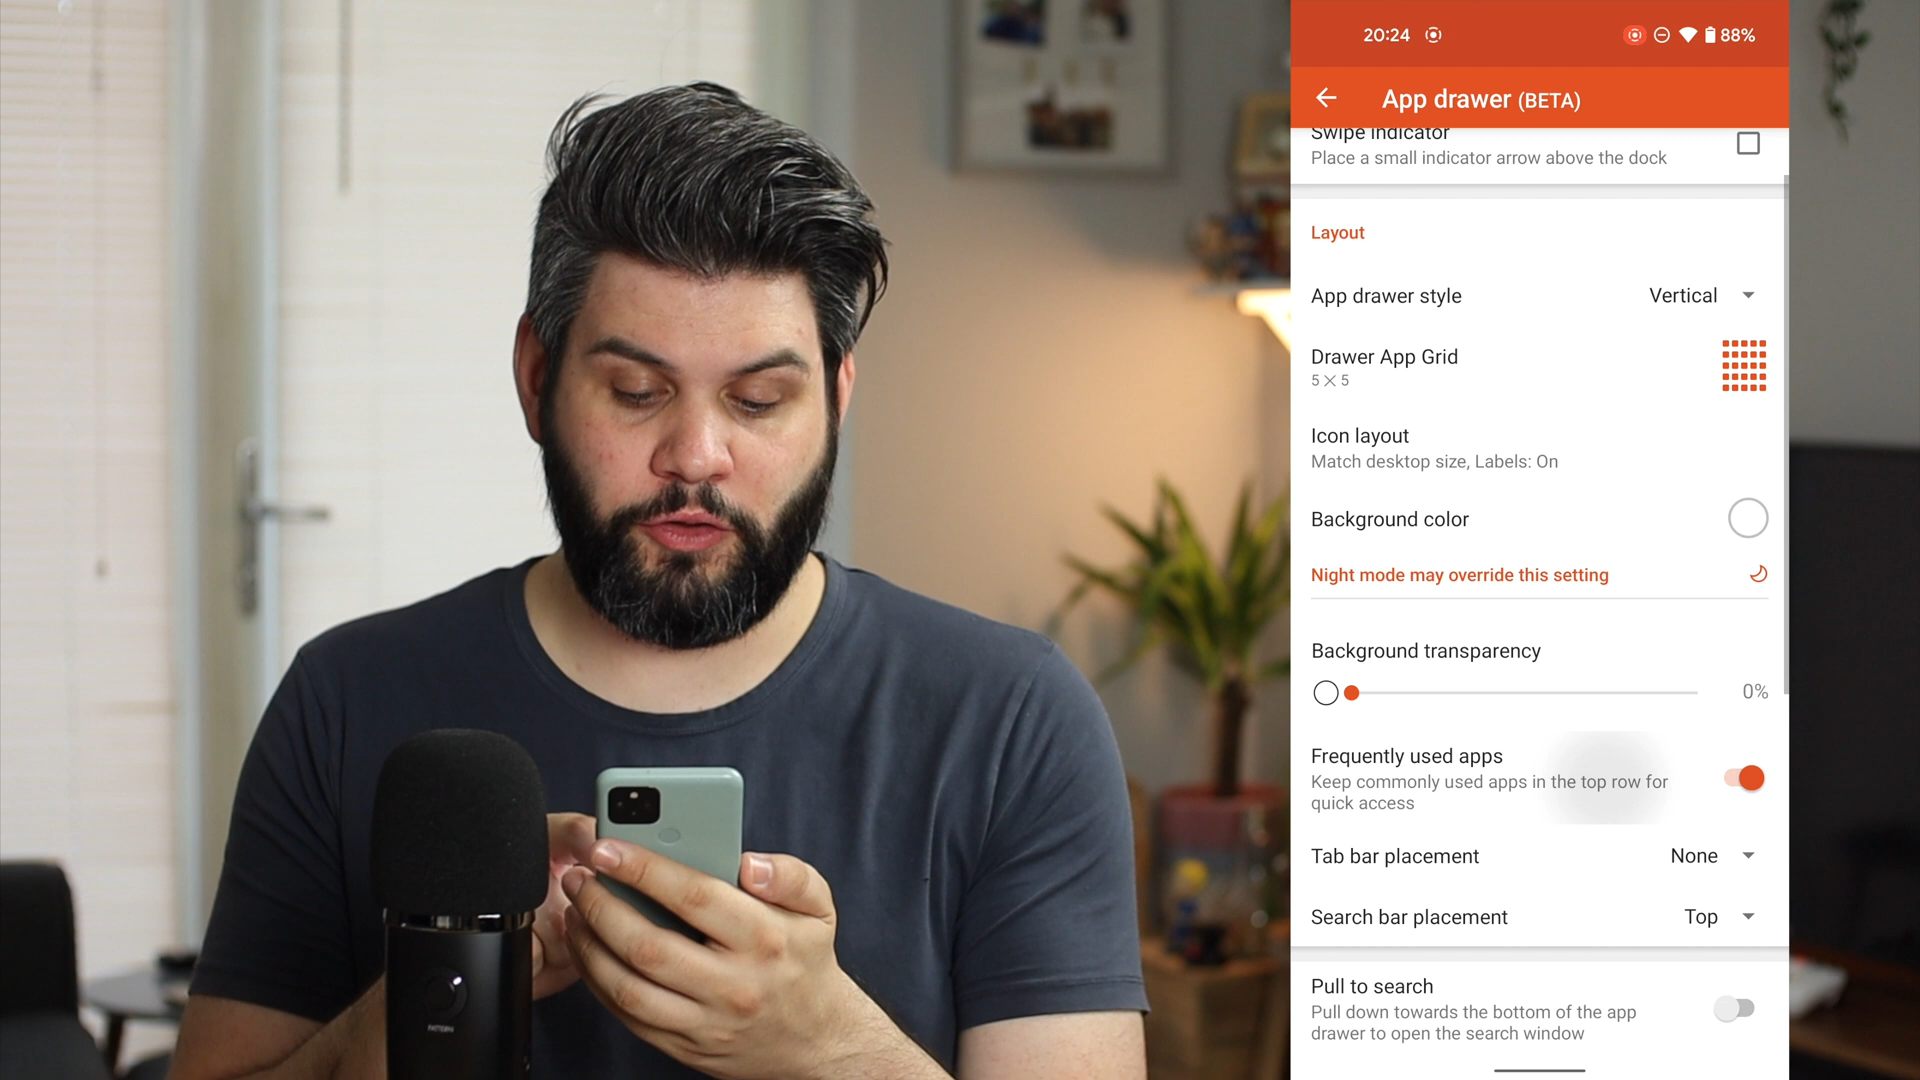 20:24
88%
App drawer (BETA)
Swipe indicator
Place a small indicator arrow above the dock
Layout
App drawer style
Vertical
Drawer App Grid
5 × 5
Icon layout
Match desktop size, Labels: On
Background color
Night mode may override this setting
Background transparency
0%
Frequently used apps
Keep commonly used apps in the top row for
quick access
Tab bar placement
None
Search bar placement
Top
Pull to search
Pull down towards the bottom of the app
drawer to open the search window
PATTERN